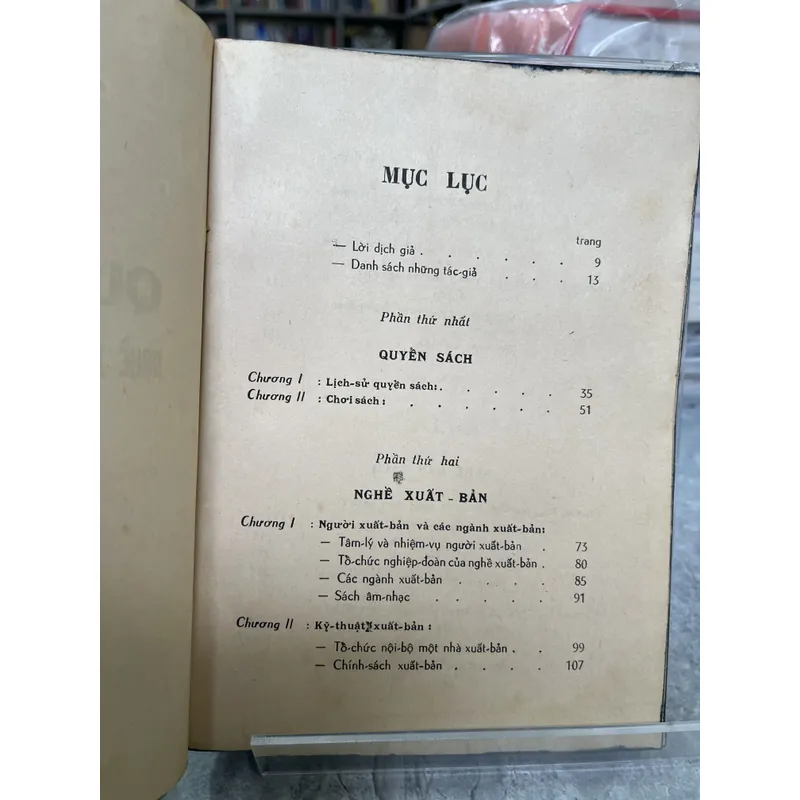 MỤC LỤC
trang
— Lời dịch giả . . . . . . 9
— Danh sách những tác-giả . . . 13
Phần thứ nhất
QUYỀN SÁCH
Chương I : Lịch-sử quyền sách: . . . . . 35
Chương II : Chơi sách : . . . . . . 51
Phần thứ hai
NGHỀ XUẤT - BẢN
Chương I : Người xuất-bản và các ngành xuất-bản:
— Tâm-lý và nhiệm-vụ người xuất-bản . 73
— Tổ-chức nghiệp-đoàn của nghề xuất-bản . 80
— Các ngành xuất-bản . . . . 85
— Sách âm-nhạc . . . . . 91
Chương II : Kỹ-thuật xuất-bản :
— Tổ-chức nội-bộ một nhà xuất-bản . . 99
— Chính-sách xuất-bản . . . . 107